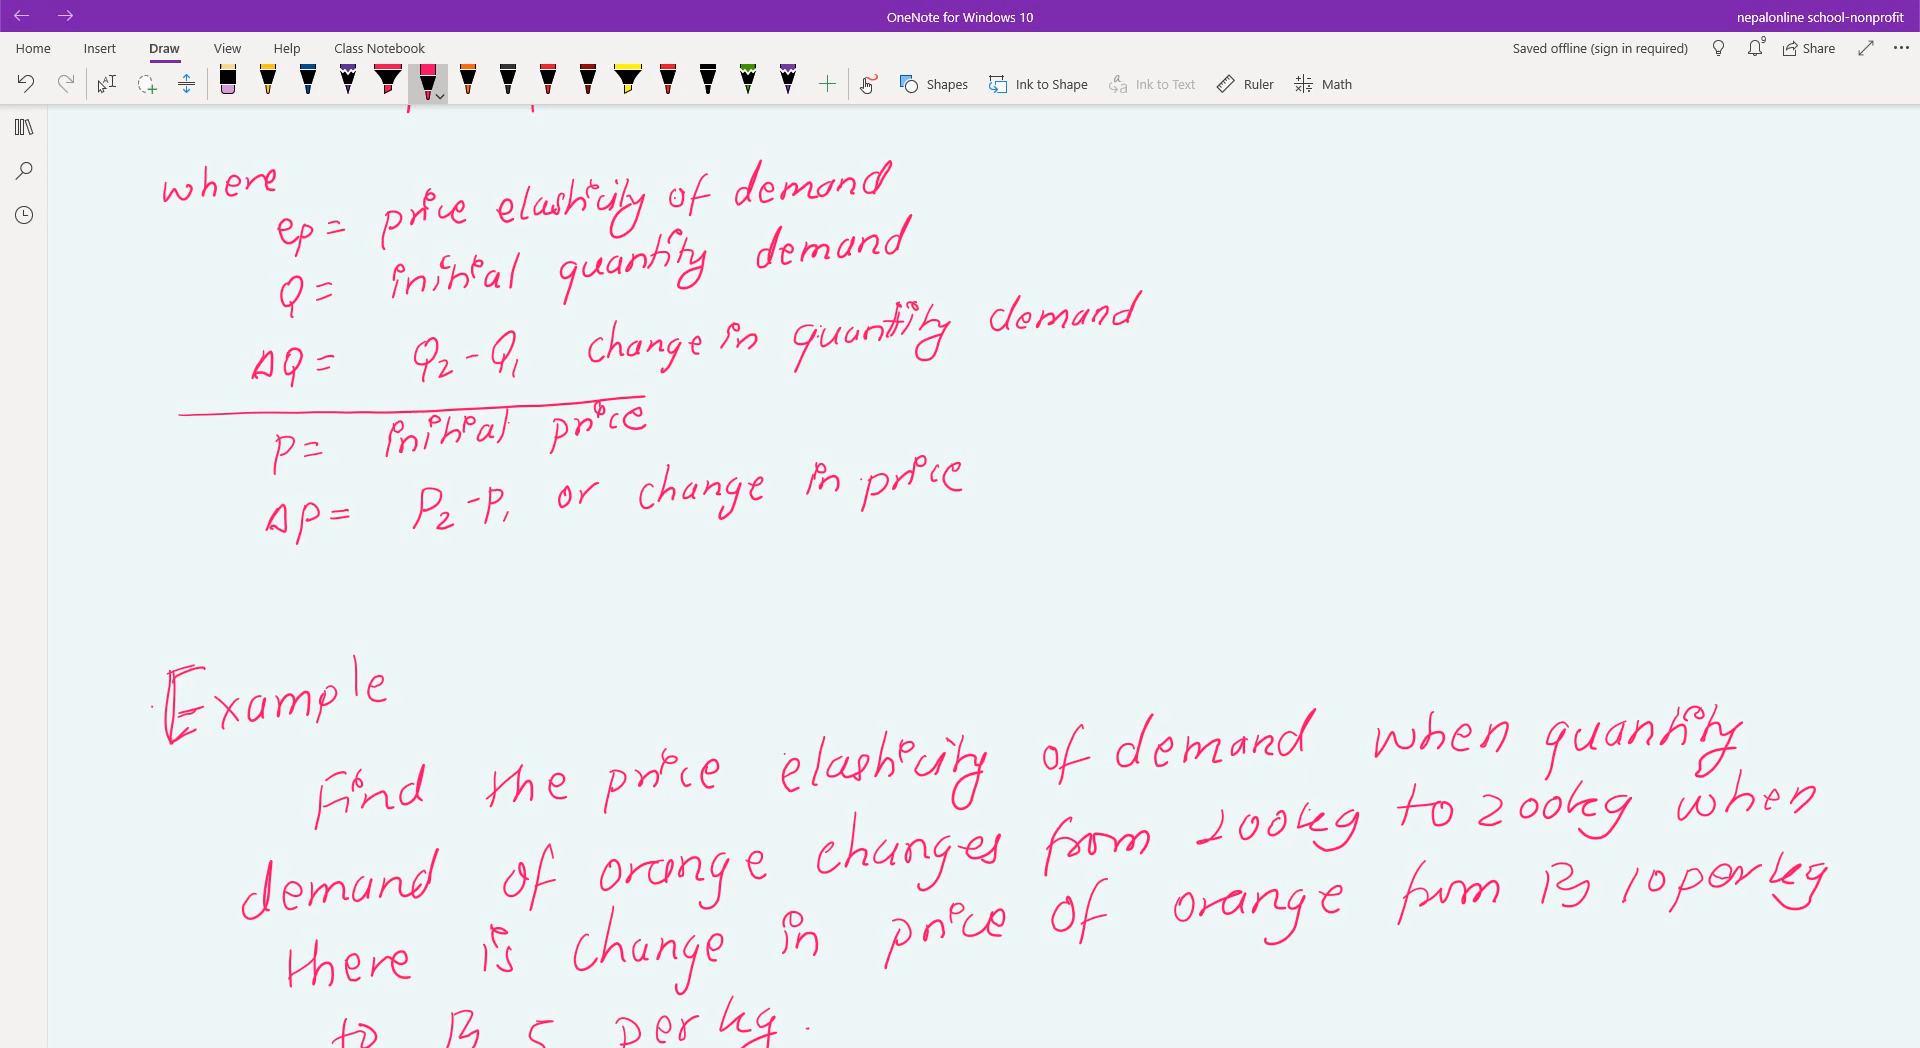 OneNote for Windows 10
nepalonline school-nonprofit
Home Insert Draw View Help Class Notebook
Saved offline (sign in required) 9 Share
Shapes Ink to Shape Ink to Text Ruler Math
where
ep = price elasticity of demand
Q = initial quantity demand
ΔQ = Q2 - Q1 change in quantity demand
P = initial price
ΔP = P2 - P1 or change in price
Example
Find the price elasticity of demand when quantity
demand of orange changes from 100kg to 200kg when
there is change in price of orange from Rs 10 per kg
to Rs 5 per kg.